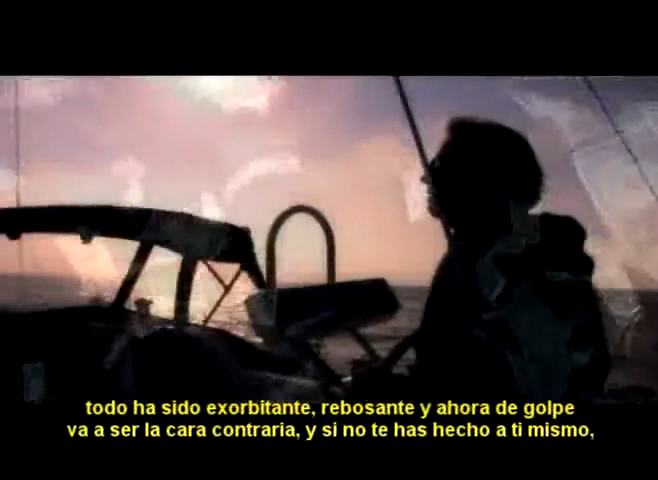 todo ha sido exorbitante, rebosante y ahora de golpe
va a ser la cara contraria, y si no te has hecho a ti mismo,